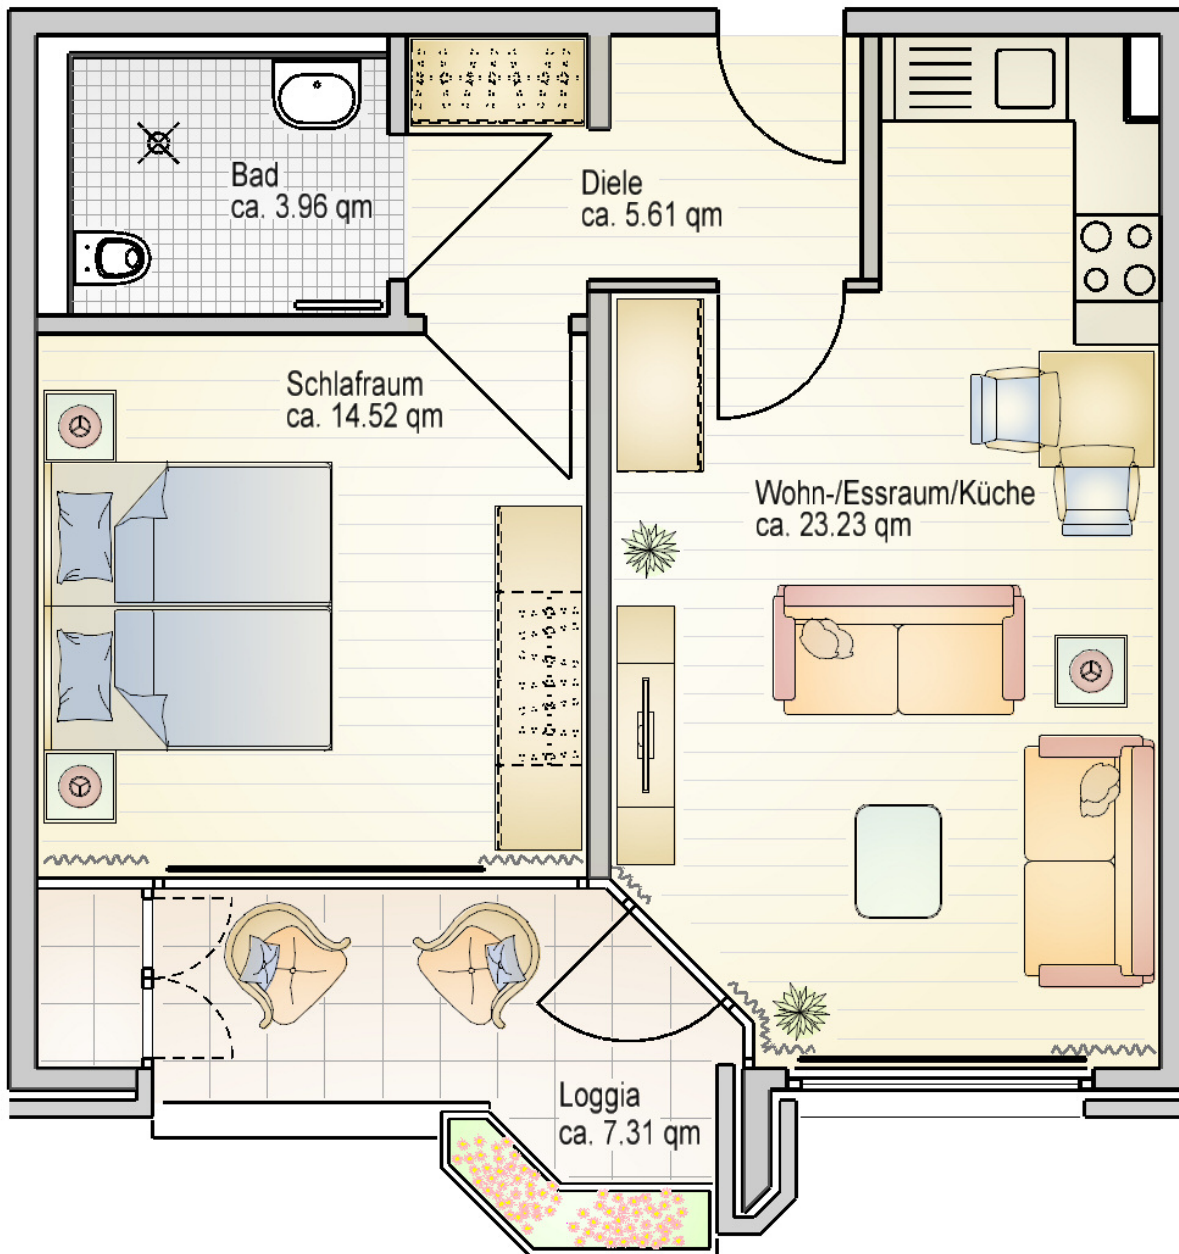 Bad
ca. 3.96 qm
Diele
ca. 5.61 qm
Schlafraum
ca. 14.52 qm
Wohn-/Essraum/Küche
ca. 23.23 qm
Loggia
ca. 7.31 qm